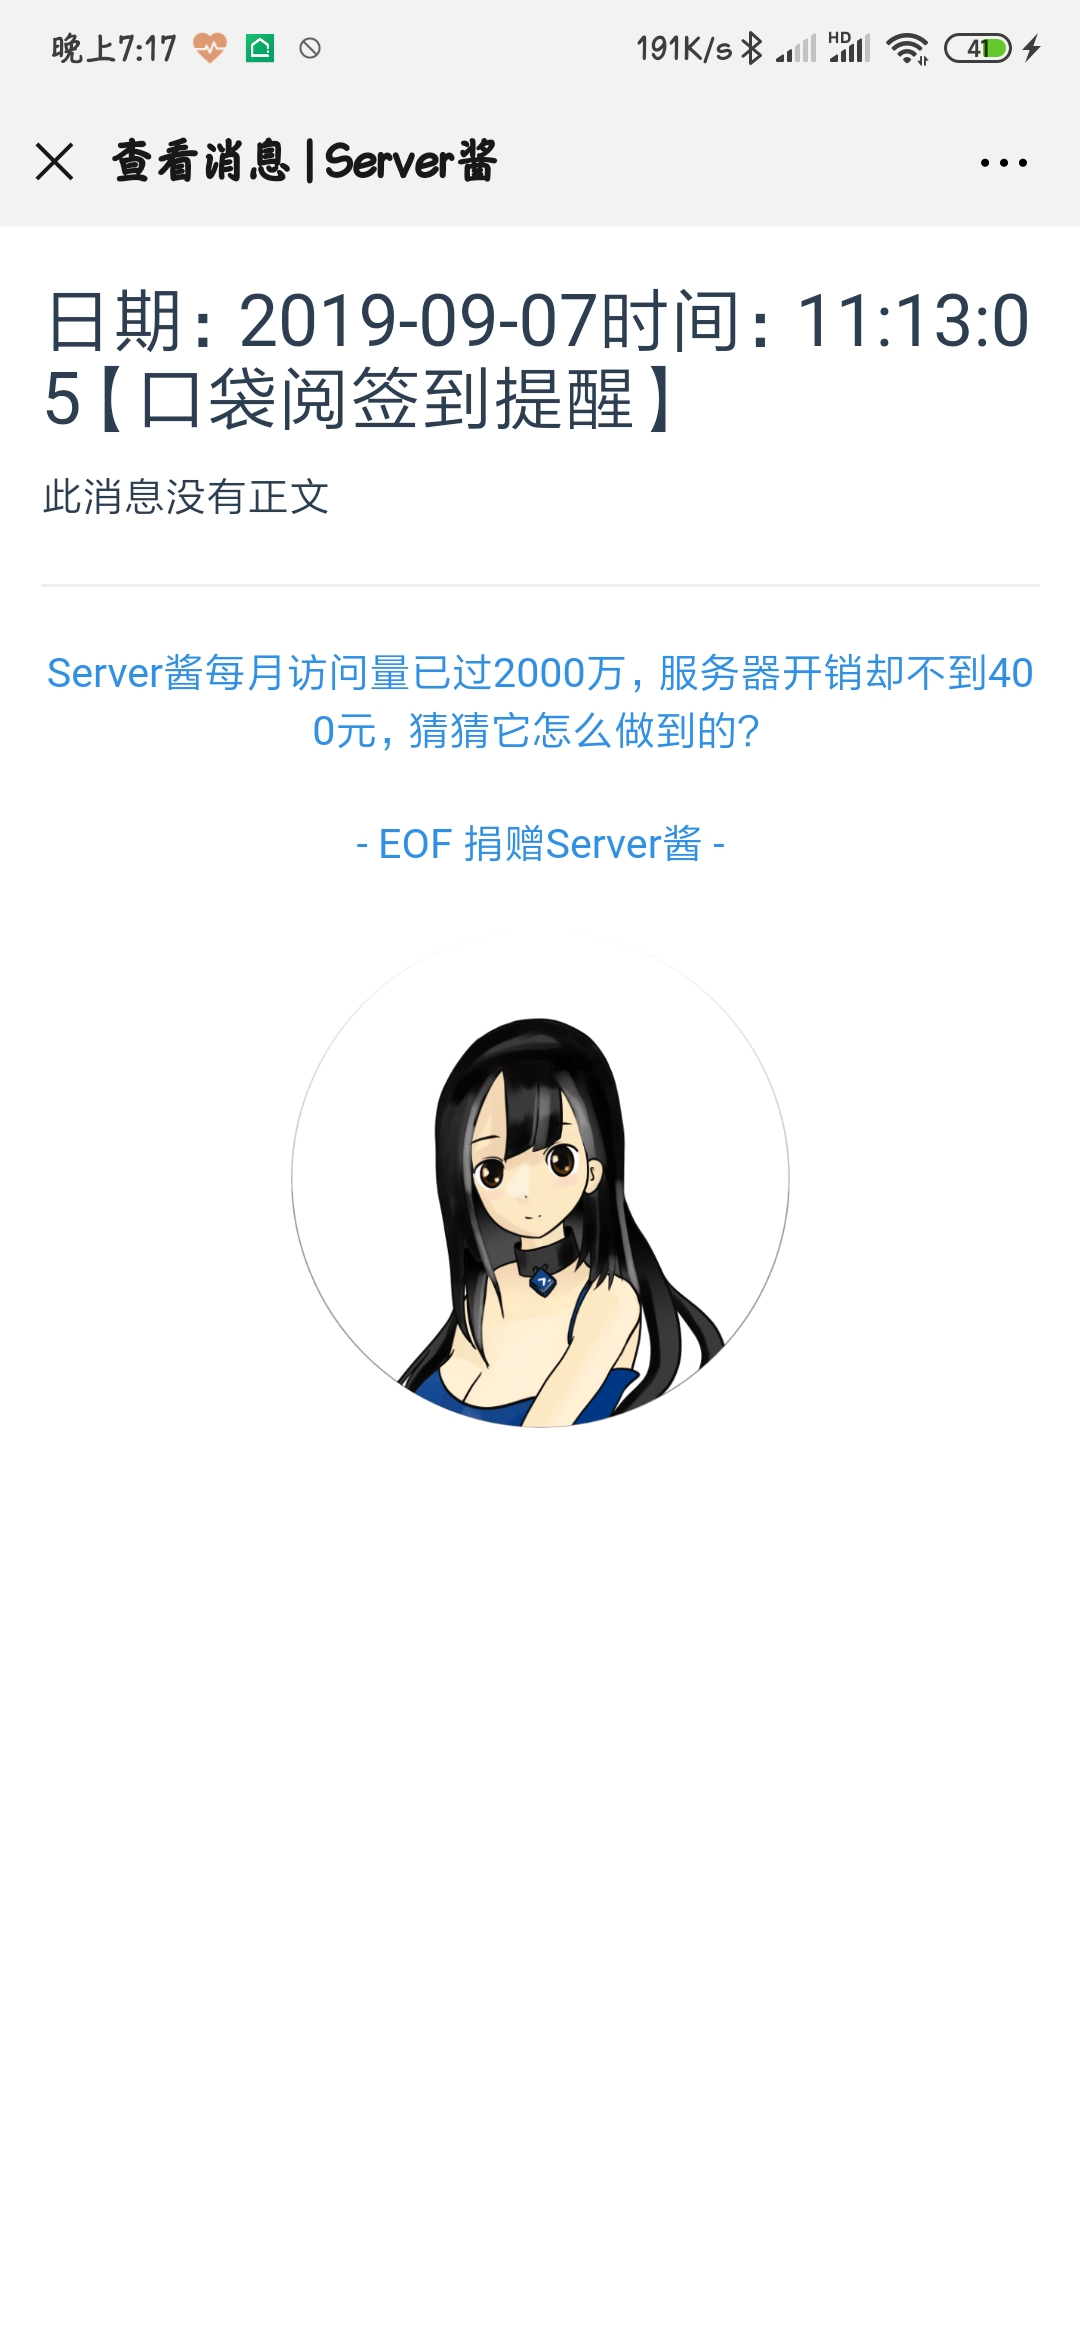 晚上7:17 191K/s HD 41
查看消息 | Server酱
日期：2019-09-07时间：11:13:0
5【口袋阅签到提醒】
此消息没有正文
Server酱每月访问量已过2000万，服务器开销却不到40
0元，猜猜它怎么做到的？
- EOF 捐赠Server酱 -